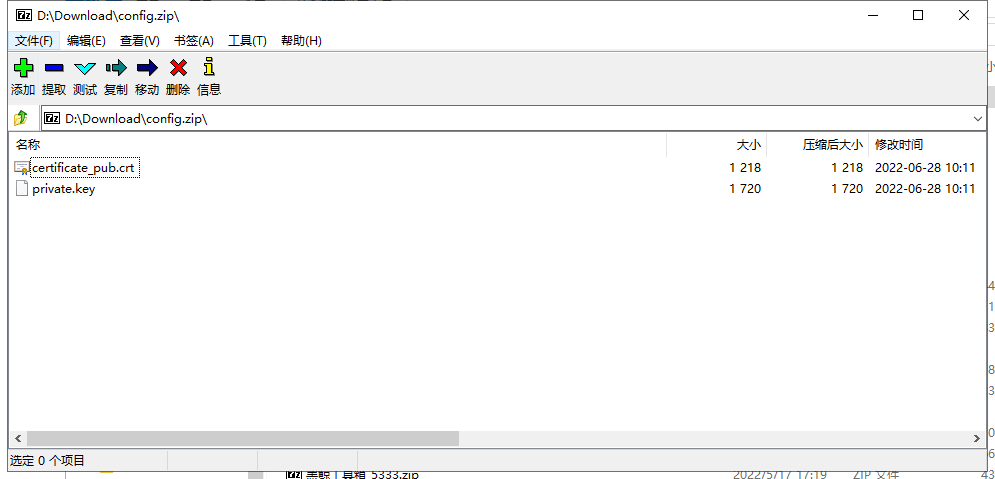 D:\Download\config.zip\
文件(F) 编辑(E) 查看(V) 书签(A) 工具(T) 帮助(H)
添加 提取 测试 复制 移动 删除 信息
D:\Download\config.zip\
名称 大小 压缩后大小 修改时间
certificate_pub.crt 1 218 1 218 2022-06-28 10:11
private.key 1 720 1 720 2022-06-28 10:11
选定 0 个项目
5333.zip 2022/5/17 17:19 ZIP 文件 43